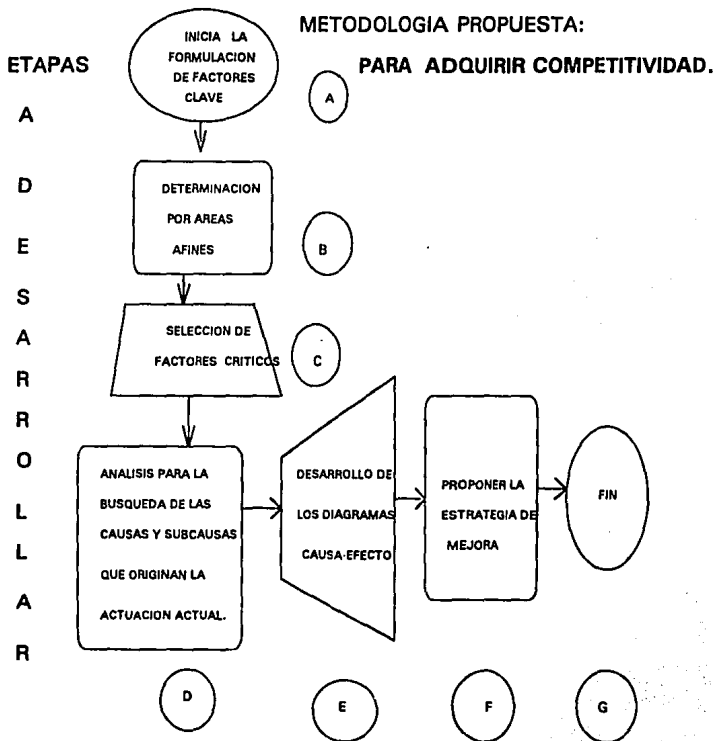 METODOLOGIA PROPUESTA:
PARA ADQUIRIR COMPETITIVIDAD.
ETAPAS
A
D
E
S
A
R
R
O
L
L
A
R
INICIA LA
FORMULACION
DE FACTORES
CLAVE
A
DETERMINACION
POR AREAS
AFINES
B
SELECCION DE
FACTORES CRITICOS
C
ANALISIS PARA LA
BUSQUEDA DE LAS
CAUSAS Y SUBCAUSAS
QUE ORIGINAN LA
ACTUACION ACTUAL.
D
DESARROLLO DE
LOS DIAGRAMAS
CAUSA-EFECTO
E
PROPONER LA
ESTRATEGIA DE
MEJORA
F
FIN
G